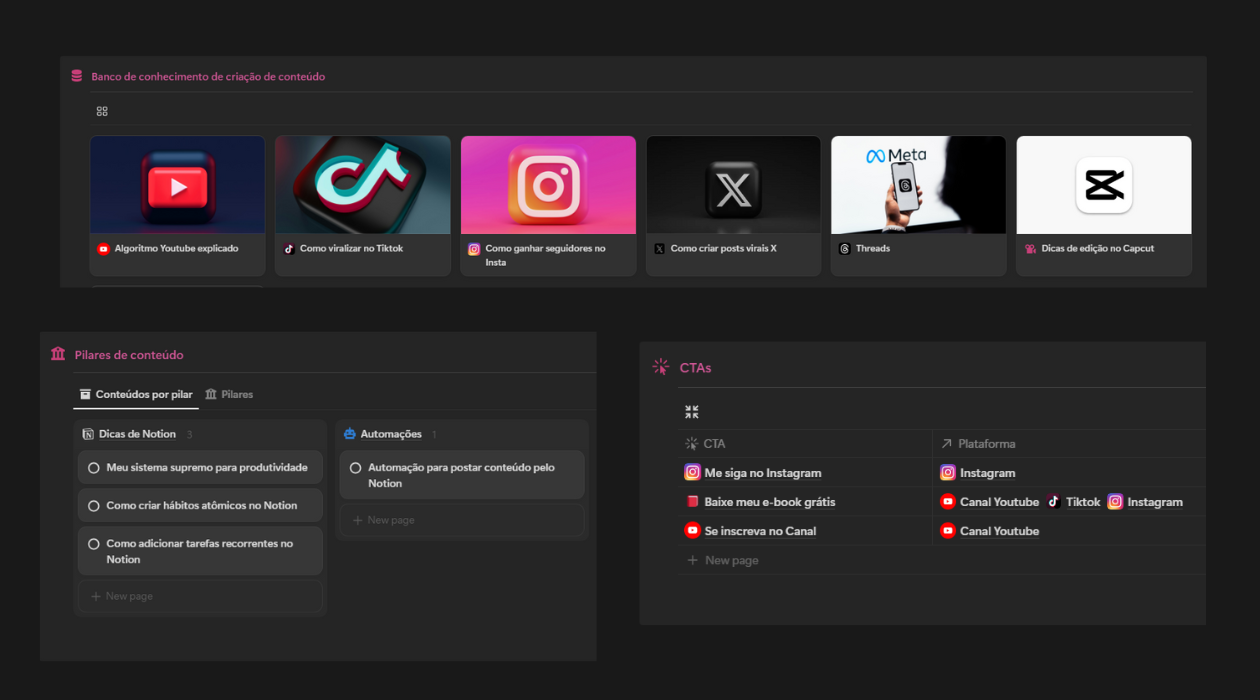 Banco de conhecimento de criação de conteúdo
Meta
Algoritmo Youtube explicado
Como viralizar no Tiktok
Como ganhar seguidores no
Insta
Como criar posts virais X
Threads
Dicas de edição no Capcut
Pilares de conteúdo
Conteúdos por pilar
Pilares
Dicas de Notion 3
Meu sistema supremo para produtividade
Como criar hábitos atômicos no Notion
Como adicionar tarefas recorrentes no
Notion
+ New page
Automações 1
Automação para postar conteúdo pelo
Notion
+ New page
CTAs
CTA Plataforma
Me siga no Instagram Instagram
Baixe meu e-book grátis Canal Youtube Tiktok Instagram
Se inscreva no Canal Canal Youtube
+ New page